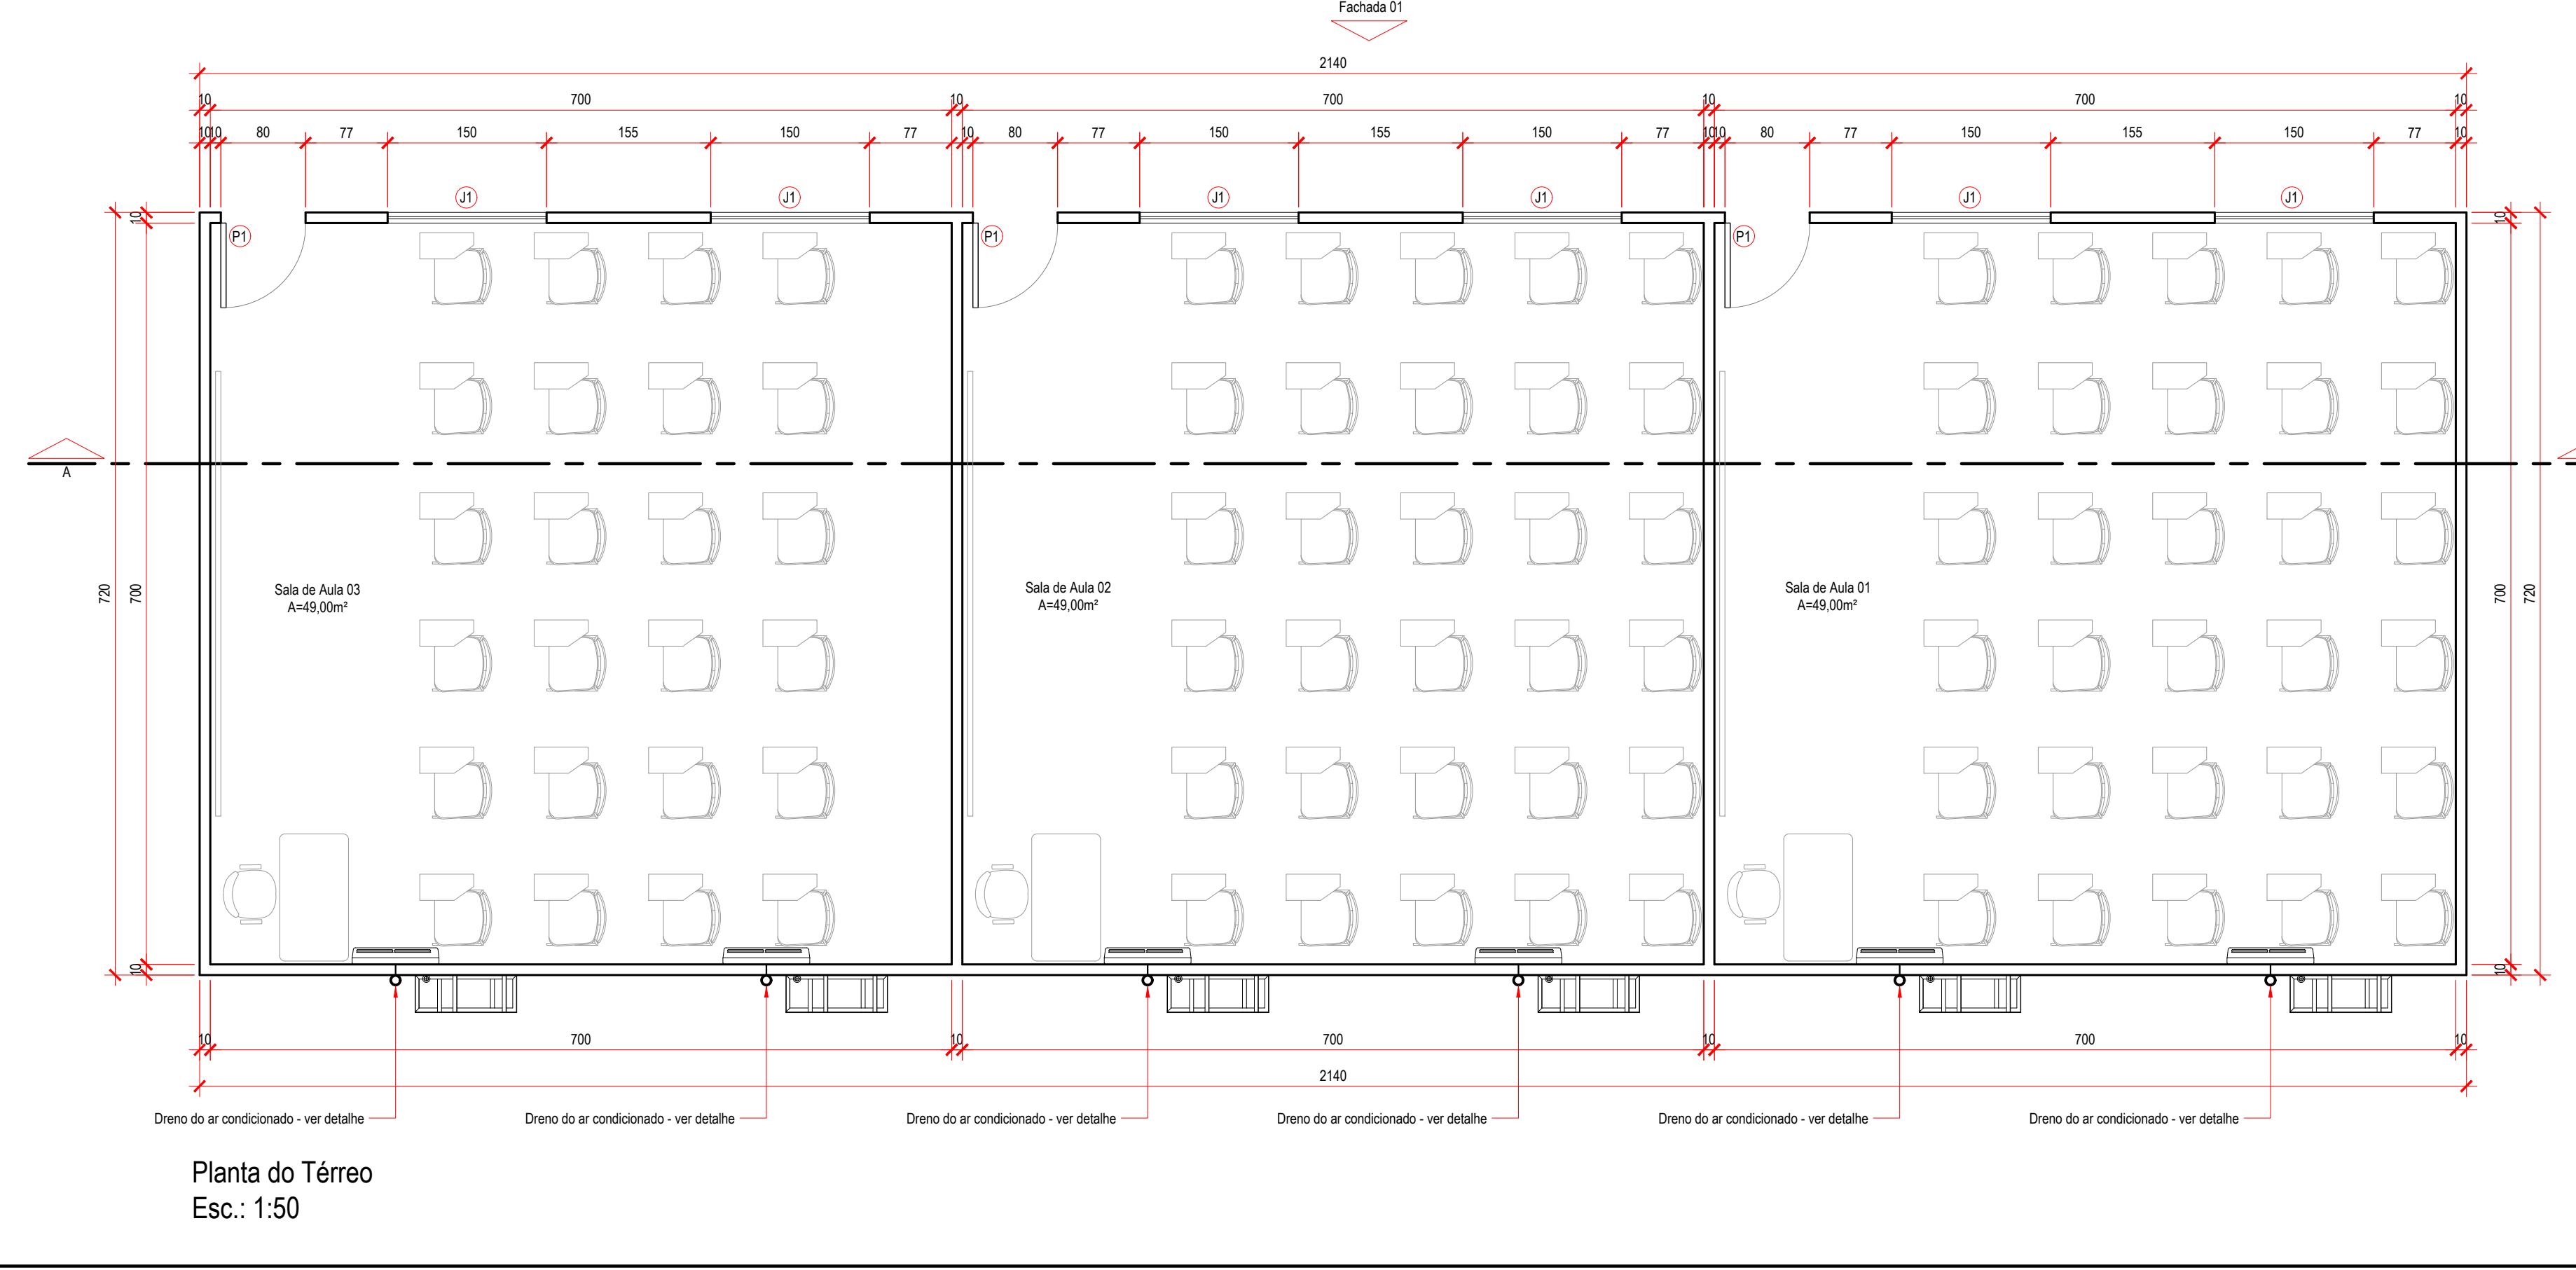 Fachada 01
2140
10 700 10 700 10 700 10
10 10 80 77 150 155 150 77 10 80 77 150 155 150 77 10 10 80 77 150 155 150 77 10
J1 J1 J1 J1 J1 J1
10 10
P1 P1 P1
A
720 700 700 720
Sala de Aula 03
A=49,00m²
Sala de Aula 02
A=49,00m²
Sala de Aula 01
A=49,00m²
10 10
10 700 10 700 10 700 10
2140
Dreno do ar condicionado - ver detalhe
Dreno do ar condicionado - ver detalhe
Dreno do ar condicionado - ver detalhe
Dreno do ar condicionado - ver detalhe
Dreno do ar condicionado - ver detalhe
Dreno do ar condicionado - ver detalhe
Planta do Térreo
Esc.: 1:50